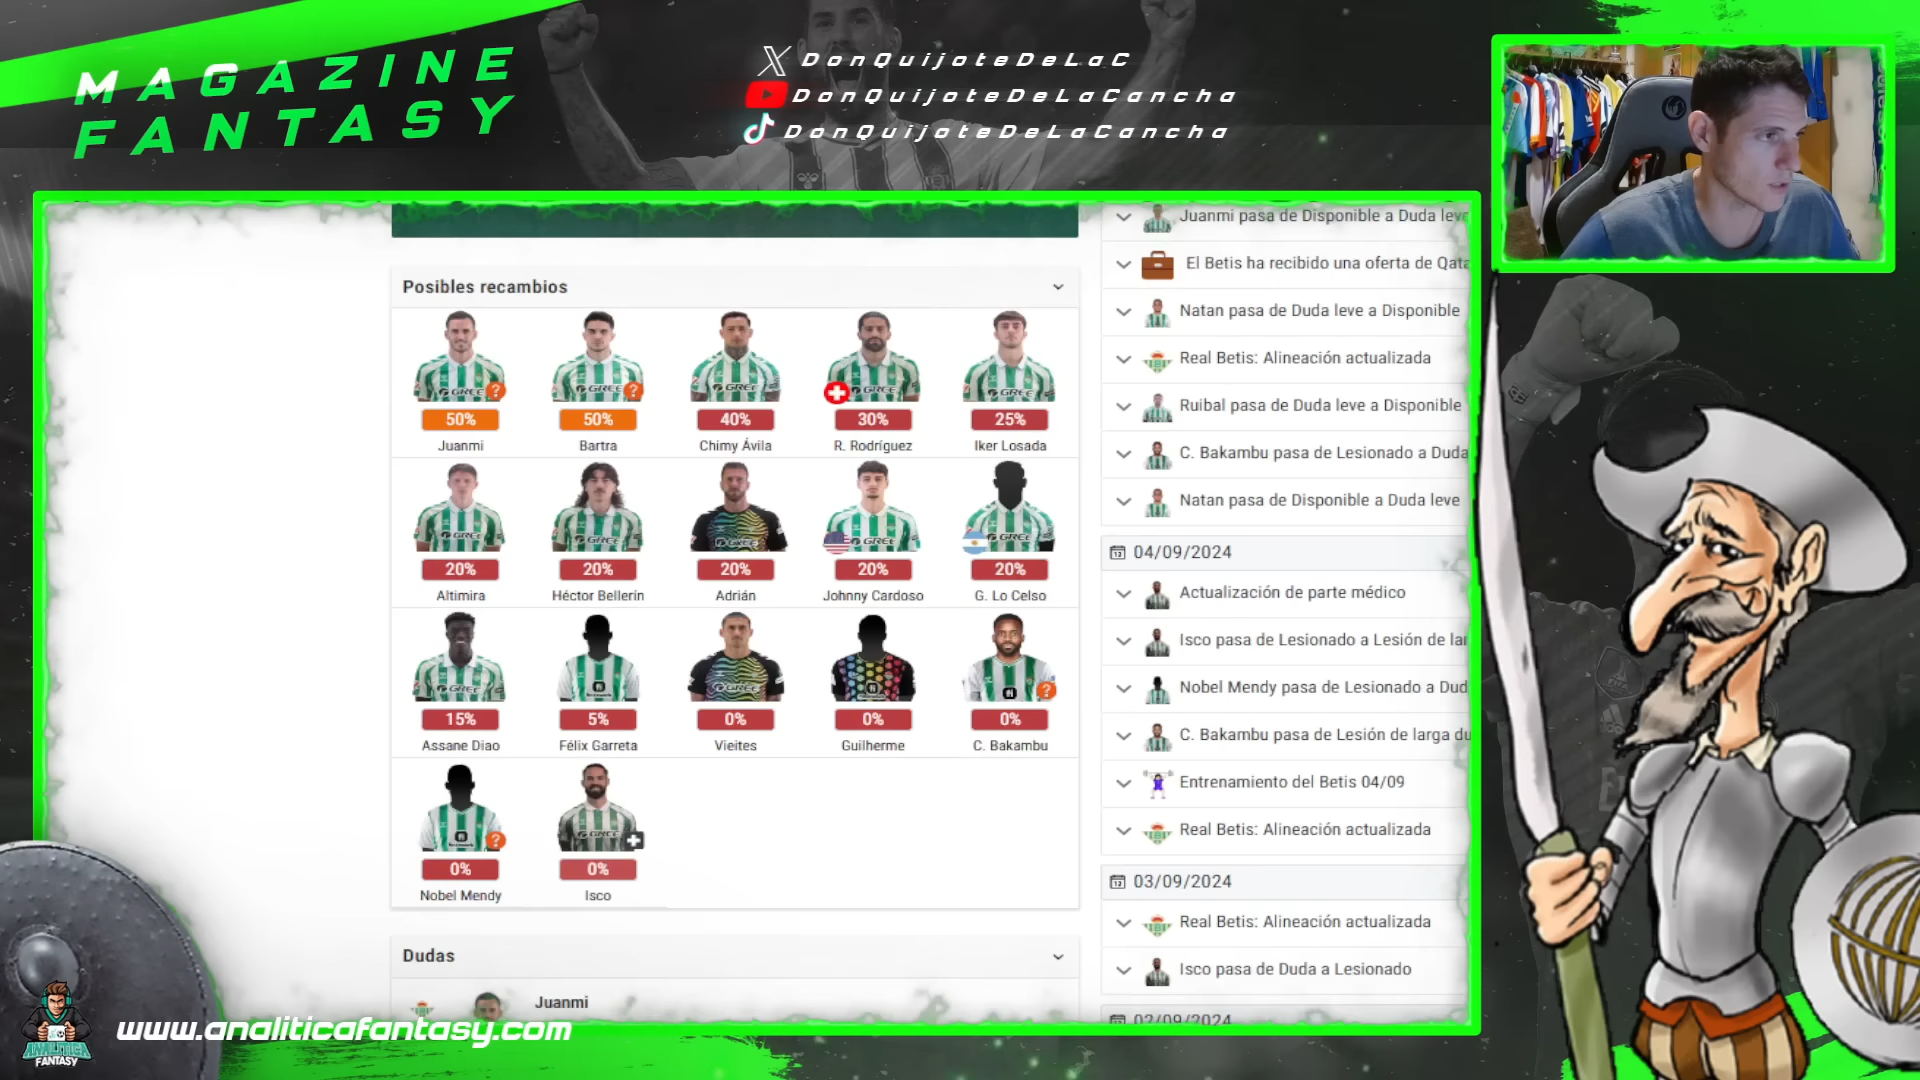 MAGAZINE
FANTASY
DonQuijoteDeLaC
DonQuijoteDeLaCancha
DonQuijoteDeLaCancha
Posibles recambios
50%
50%
40%
30%
25%
Juanmi
Bartra
Chimy Ávila
R. Rodríguez
Iker Losada
20%
20%
20%
20%
20%
Altimira
Héctor Bellerín
Adrián
Johnny Cardoso
G. Lo Celso
15%
5%
0%
0%
0%
Assane Diao
Félix Garreta
Vieites
Guilherme
C. Bakambu
0%
0%
Nobel Mendy
Isco
Dudas
Juanmi
Juanmi pasa de Disponible a Duda leve
El Betis ha recibido una oferta de Qata
Natan pasa de Duda leve a Disponible
Real Betis: Alineación actualizada
Ruibal pasa de Duda leve a Disponible
C. Bakambu pasa de Lesionado a Duda
Natan pasa de Disponible a Duda leve
04/09/2024
Actualización de parte médico
Isco pasa de Lesionado a Lesión de lar
Nobel Mendy pasa de Lesionado a Dud
C. Bakambu pasa de Lesión de larga du
Entrenamiento del Betis 04/09
Real Betis: Alineación actualizada
03/09/2024
Real Betis: Alineación actualizada
Isco pasa de Duda a Lesionado
02/09/2024
ANALITICA
FANTASY
www.analiticafantasy.com